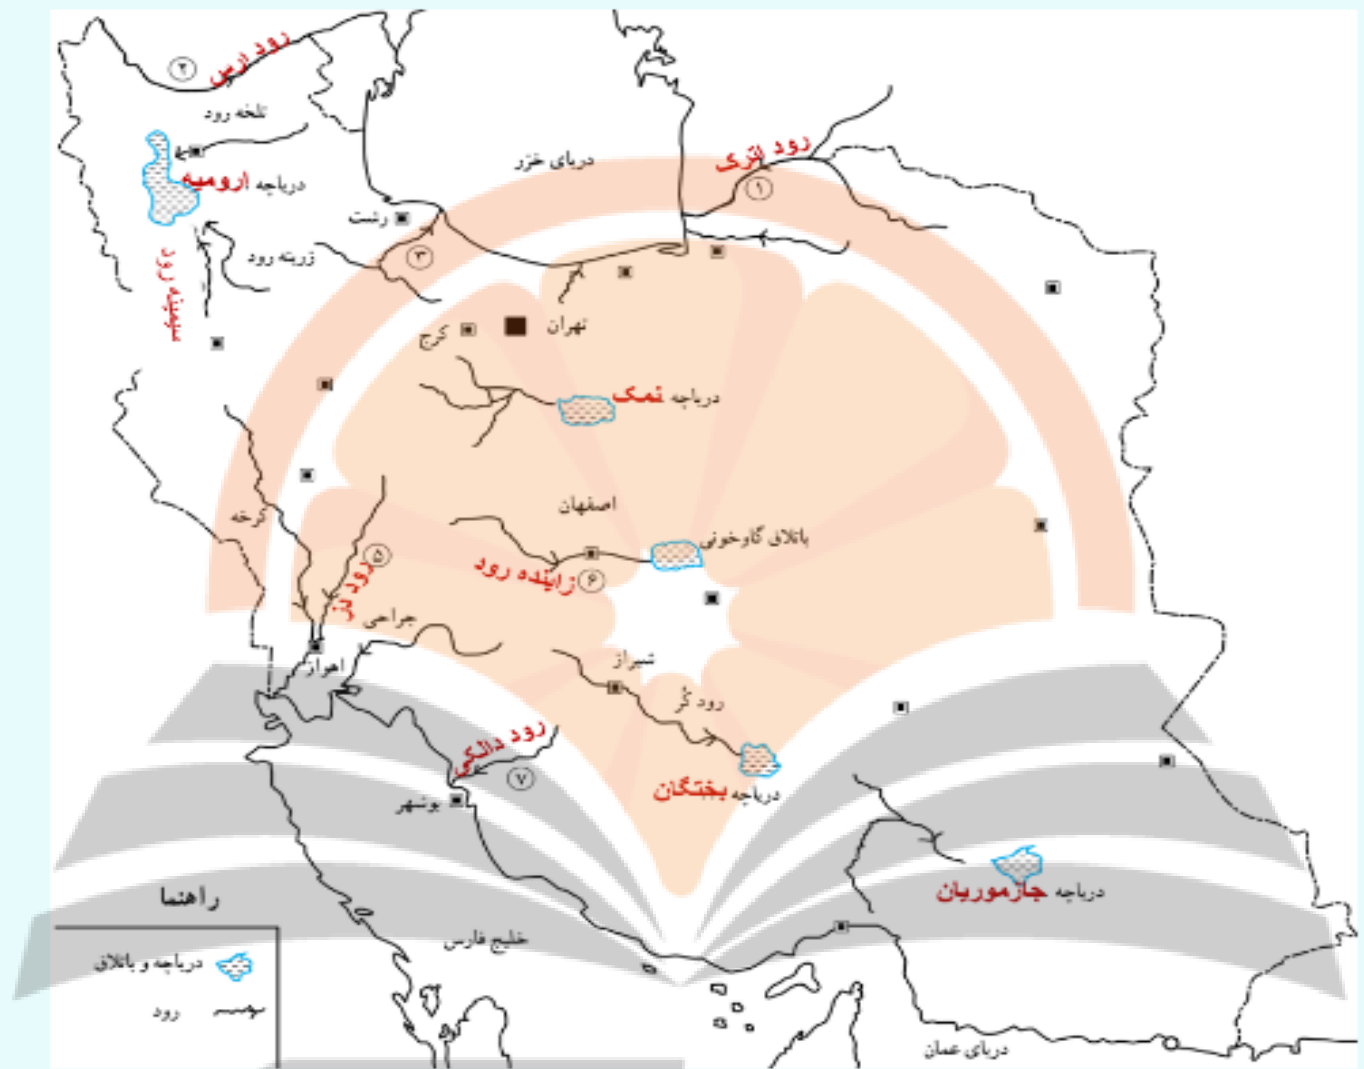 رود ارس
۲
تلخه رود
دریای خزر
رود اترک
۱
دریاچه ارومیه
رشت
زرینه رود
۳
سیمینه رود
تهران
کرج
دریاچه نمک
اصفهان
کرخه
باتلاق گاوخونی
۵
رود دز
زاینده رود
۶
جراحی
اهواز
شیراز
رود کُر
رود دالکی
۷
دریاچه بختگان
بوشهر
دریاچه جازموریان
راهنما
خلیج فارس
دریاچه و باتلاق
رود
دریای عمان